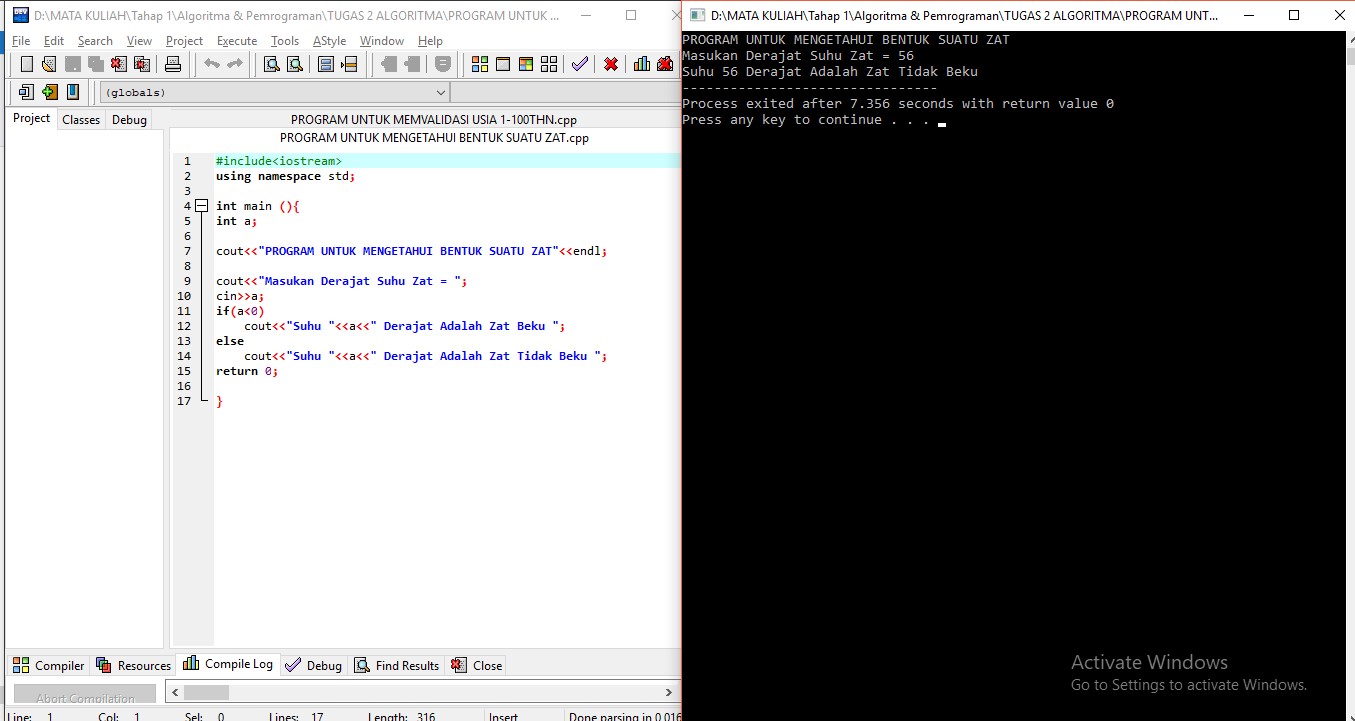 D:\MATA KULIAH\Tahap 1\Algoritma & Pemrograman\TUGAS 2 ALGORITMA\PROGRAM UNTUK ...
File Edit Search View Project Execute Tools AStyle Window Help
(globals)
Project Classes Debug
PROGRAM UNTUK MEMVALIDASI USIA 1-100THN.cpp
PROGRAM UNTUK MENGETAHUI BENTUK SUATU ZAT.cpp
1 #include<iostream>
2 using namespace std;
3
4 int main (){
5 int a;
6
7 cout<<"PROGRAM UNTUK MENGETAHUI BENTUK SUATU ZAT"<<endl;
8
9 cout<<"Masukan Derajat Suhu Zat = ";
10 cin>>a;
11 if(a<0)
12     cout<<"Suhu "<<a<<" Derajat Adalah Zat Beku ";
13 else
14     cout<<"Suhu "<<a<<" Derajat Adalah Zat Tidak Beku ";
15 return 0;
16
17 }
Compiler Resources Compile Log Debug Find Results Close
Abort Compilation
Line: 1 Col: 1 Sel: 0 Lines: 17 Length: 316 Insert Done parsing in 0,016
D:\MATA KULIAH\Tahap 1\Algoritma & Pemrograman\TUGAS 2 ALGORITMA\PROGRAM UNT...
PROGRAM UNTUK MENGETAHUI BENTUK SUATU ZAT
Masukan Derajat Suhu Zat = 56
Suhu 56 Derajat Adalah Zat Tidak Beku
--------------------------------
Process exited after 7.356 seconds with return value 0
Press any key to continue . . .
Activate Windows
Go to Settings to activate Windows.